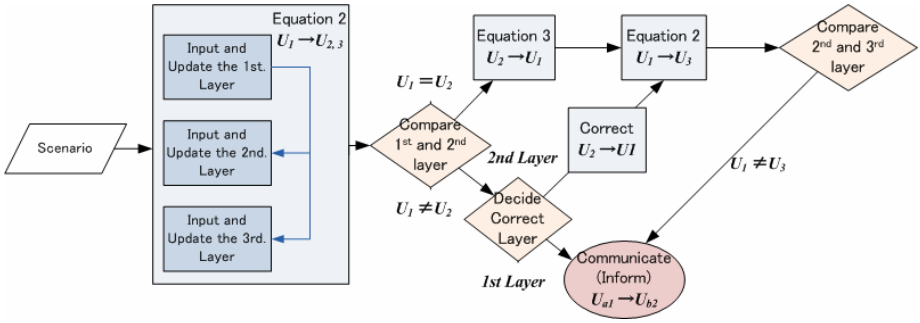 Scenario
Equation 2
U1→U2, 3
Input and
Update the 1st.
Layer
Input and
Update the 2nd.
Layer
Input and
Update the 3rd.
Layer
U1=U2
Compare
1st and 2nd
layer
U1≠U2
Equation 3
U2→U1
Equation 2
U1→U3
Compare
2nd and 3rd
layer
2nd Layer
Correct
U2→U1
Decide
Correct
Layer
1st Layer
U1≠U3
Communicate
(Inform)
Ua1→Ub2